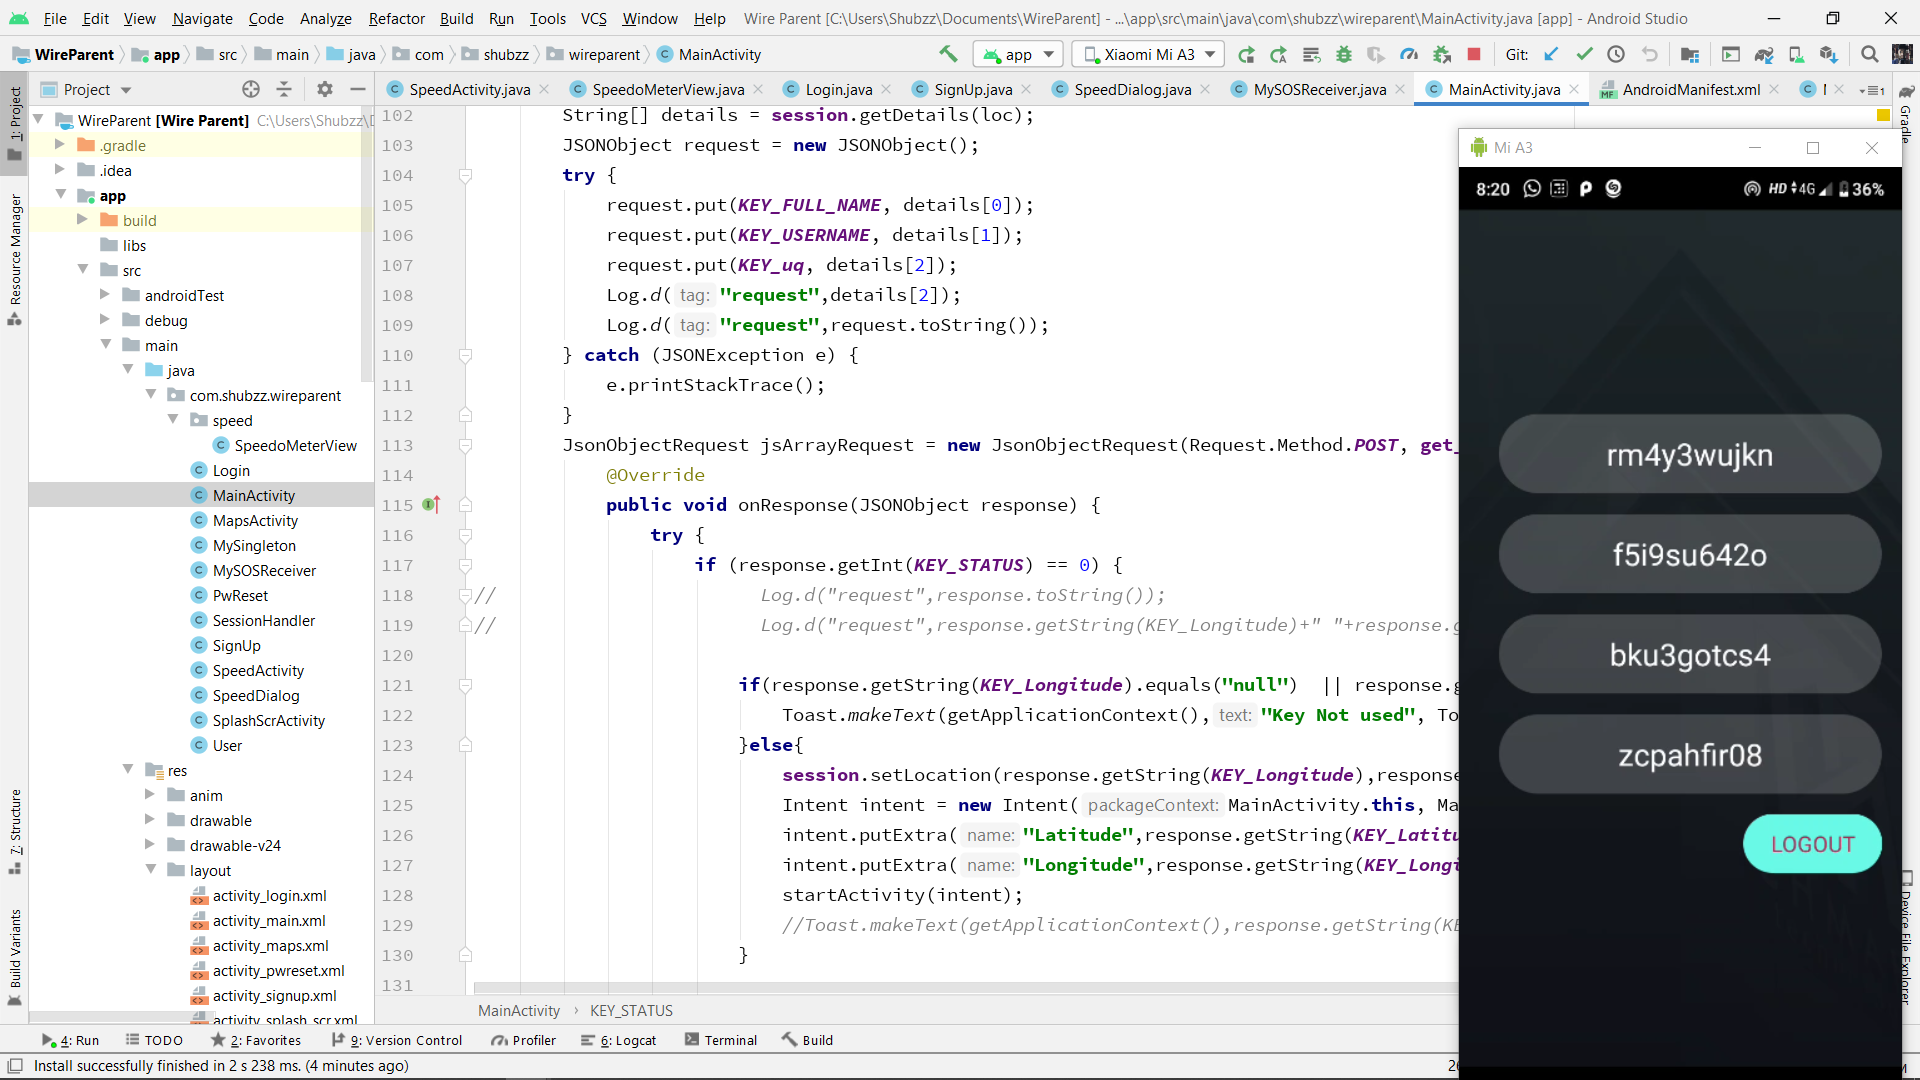 File Edit View Navigate Code Analyze Refactor Build Run Tools VCS Window Help Wire Parent [C:\Users\Shubzz\Documents\WireParent] - ...\app\src\main\java\com\shubzz\wireparent\MainActivity.java [app] - Android Studio
WireParent app src main java com shubzz wireparent MainActivity app Xiaomi Mi A3 Git:
Project SpeedActivity.java SpeedoMeterView.java Login.java SignUp.java SpeedDialog.java MySOSReceiver.java MainActivity.java AndroidManifest.xml
1: Project
Resource Manager
7: Structure
Build Variants
WireParent [Wire Parent] C:\Users\Shubzz\
.gradle
.idea
app
build
libs
src
androidTest
debug
main
java
com.shubzz.wireparent
speed
SpeedoMeterView
Login
MainActivity
MapsActivity
MySingleton
MySOSReceiver
PwReset
SessionHandler
SignUp
SpeedActivity
SpeedDialog
SplashScrActivity
User
res
anim
drawable
drawable-v24
layout
activity_login.xml
activity_main.xml
activity_maps.xml
activity_pwreset.xml
activity_signup.xml
activity_splash_scr.xml
102 String[] details = session.getDetails(loc);
103 JSONObject request = new JSONObject();
104 try {
105 request.put(KEY_FULL_NAME, details[0]);
106 request.put(KEY_USERNAME, details[1]);
107 request.put(KEY_uq, details[2]);
108 Log.d( tag: "request",details[2]);
109 Log.d( tag: "request",request.toString());
110 } catch (JSONException e) {
111 e.printStackTrace();
112 }
113 JsonObjectRequest jsArrayRequest = new JsonObjectRequest(Request.Method.POST, get_
114 @Override
115 public void onResponse(JSONObject response) {
116 try {
117 if (response.getInt(KEY_STATUS) == 0) {
118 // Log.d("request",response.toString());
119 // Log.d("request",response.getString(KEY_Longitude)+" "+response.g
120
121 if(response.getString(KEY_Longitude).equals("null") || response.g
122 Toast.makeText(getApplicationContext(), text: "Key Not used", To
123 }else{
124 session.setLocation(response.getString(KEY_Longitude),respons
125 Intent intent = new Intent( packageContext: MainActivity.this, Ma
126 intent.putExtra( name: "Latitude",response.getString(KEY_Latitu
127 intent.putExtra( name: "Longitude",response.getString(KEY_Longi
128 startActivity(intent);
129 //Toast.makeText(getApplicationContext(),response.getString(KE
130 }
131
MainActivity KEY_STATUS
Mi A3
8:20 HD 4G 36%
rm4y3wujkn
f5i9su642o
bku3gotcs4
zcpahfir08
LOGOUT
Gradle
Device File Explorer
4: Run TODO 2: Favorites 9: Version Control Profiler 6: Logcat Terminal Build
Install successfully finished in 2 s 238 ms. (4 minutes ago)